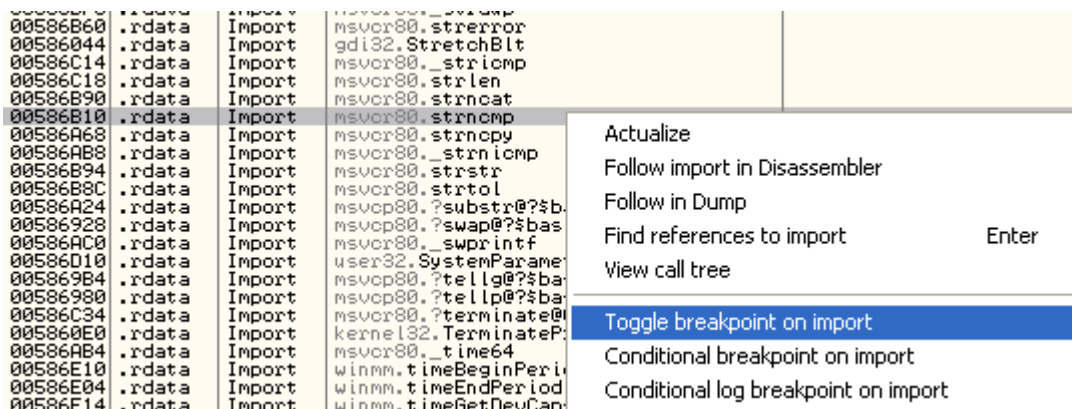 00586B60 .rdata Import msvcr80.strerror
00586044 .rdata Import gdi32.StretchBlt
00586C14 .rdata Import msvcr80._stricmp
00586C18 .rdata Import msvcr80.strlen
00586B90 .rdata Import msvcr80.strncat
00586B10 .rdata Import msvcr80.strncmp
00586A68 .rdata Import msvcr80.strncpy
00586AB8 .rdata Import msvcr80._strnicmp
00586B94 .rdata Import msvcr80.strstr
00586B8C .rdata Import msvcr80.strtol
00586A24 .rdata Import msvcp80.?substr@?$b
00586928 .rdata Import msvcp80.?swap@?$bas
00586AC0 .rdata Import msvcr80._swprintf
00586D10 .rdata Import user32.SystemParame
005869B4 .rdata Import msvcp80.?tellg@?$ba
00586980 .rdata Import msvcp80.?tellp@?$ba
00586C34 .rdata Import msvcr80.?terminate@
005860E0 .rdata Import kernel32.TerminateP
00586AB4 .rdata Import msvcr80._time64
00586E10 .rdata Import winmm.timeBeginPeri
00586E04 .rdata Import winmm.timeEndPeriod
00586E14 .rdata Import winmm.timeGetDevCap
Actualize
Follow import in Disassembler
Follow in Dump
Find references to import Enter
View call tree
Toggle breakpoint on import
Conditional breakpoint on import
Conditional log breakpoint on import